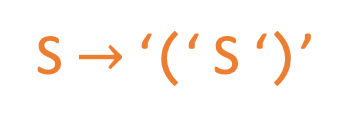 S → ‘(‘ S ‘)’